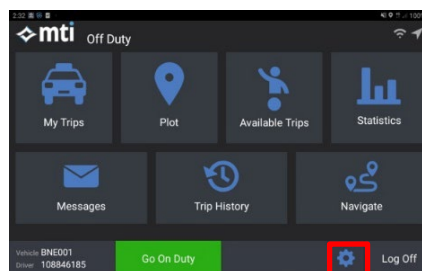 2:32
100%
mti Off Duty
My Trips
Plot
Available Trips
Statistics
Messages
Trip History
Navigate
Vehicle BNE001
Driver 108846185
Go On Duty
Log Off